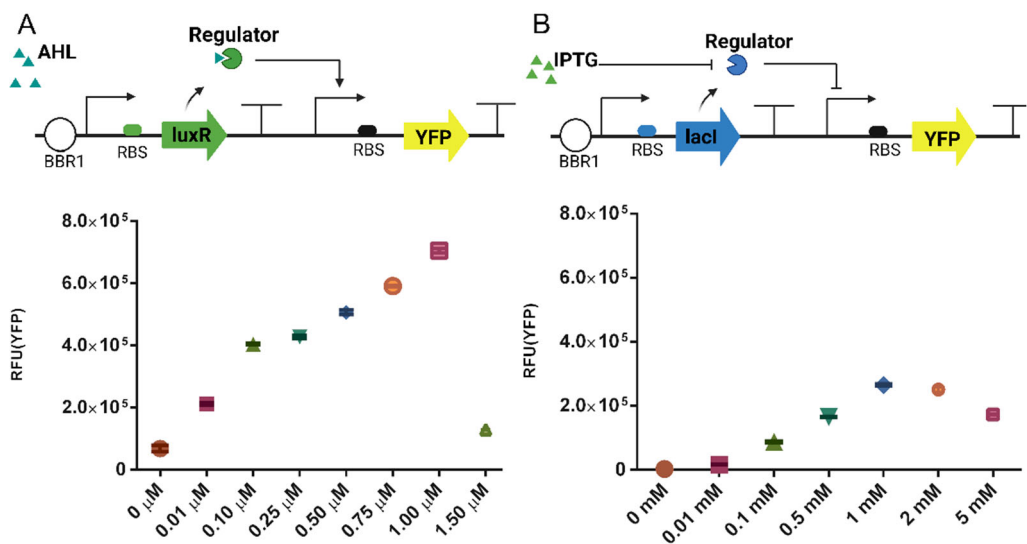 A
AHL
Regulator
luxR
YFP
BBR1
RBS
RBS
8.0×10⁵
6.0×10⁵
4.0×10⁵
2.0×10⁵
0
RFU(YFP)
0 µM
0.01 µM
0.10 µM
0.25 µM
0.50 µM
0.75 µM
1.00 µM
1.50 µM
B
IPTG
Regulator
lacI
YFP
BBR1
RBS
RBS
8.0×10⁵
6.0×10⁵
4.0×10⁵
2.0×10⁵
0
RFU(YFP)
0 mM
0.01 mM
0.1 mM
0.5 mM
1 mM
2 mM
5 mM